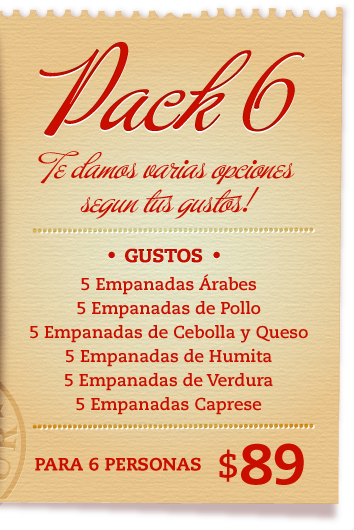 Pack 6
Te damos varias opciones
segun tus gustos!
• GUSTOS •
5 Empanadas Árabes
5 Empanadas de Pollo
5 Empanadas de Cebolla y Queso
5 Empanadas de Humita
5 Empanadas de Verdura
5 Empanadas Caprese
PARA 6 PERSONAS $89